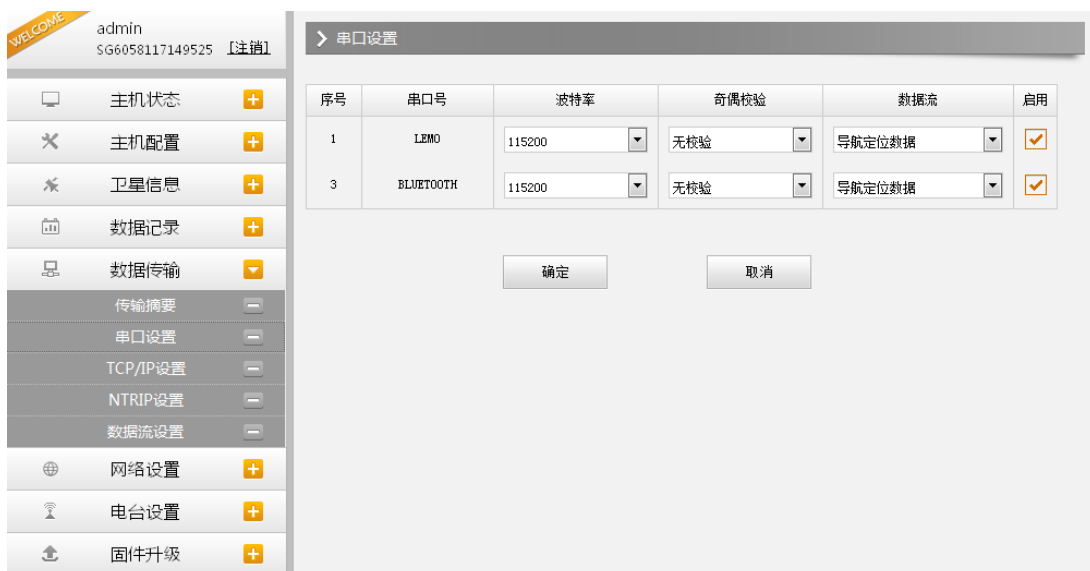 WELCOME
admin
SG6058117149525 [注销]
主机状态
主机配置
卫星信息
数据记录
数据传输
传输摘要
串口设置
TCP/IP设置
NTRIP设置
数据流设置
网络设置
电台设置
固件升级
串口设置
序号 串口号 波特率 奇偶校验 数据流 启用
1 LEMO 115200 无校验 导航定位数据
3 BLUETOOTH 115200 无校验 导航定位数据
确定 取消